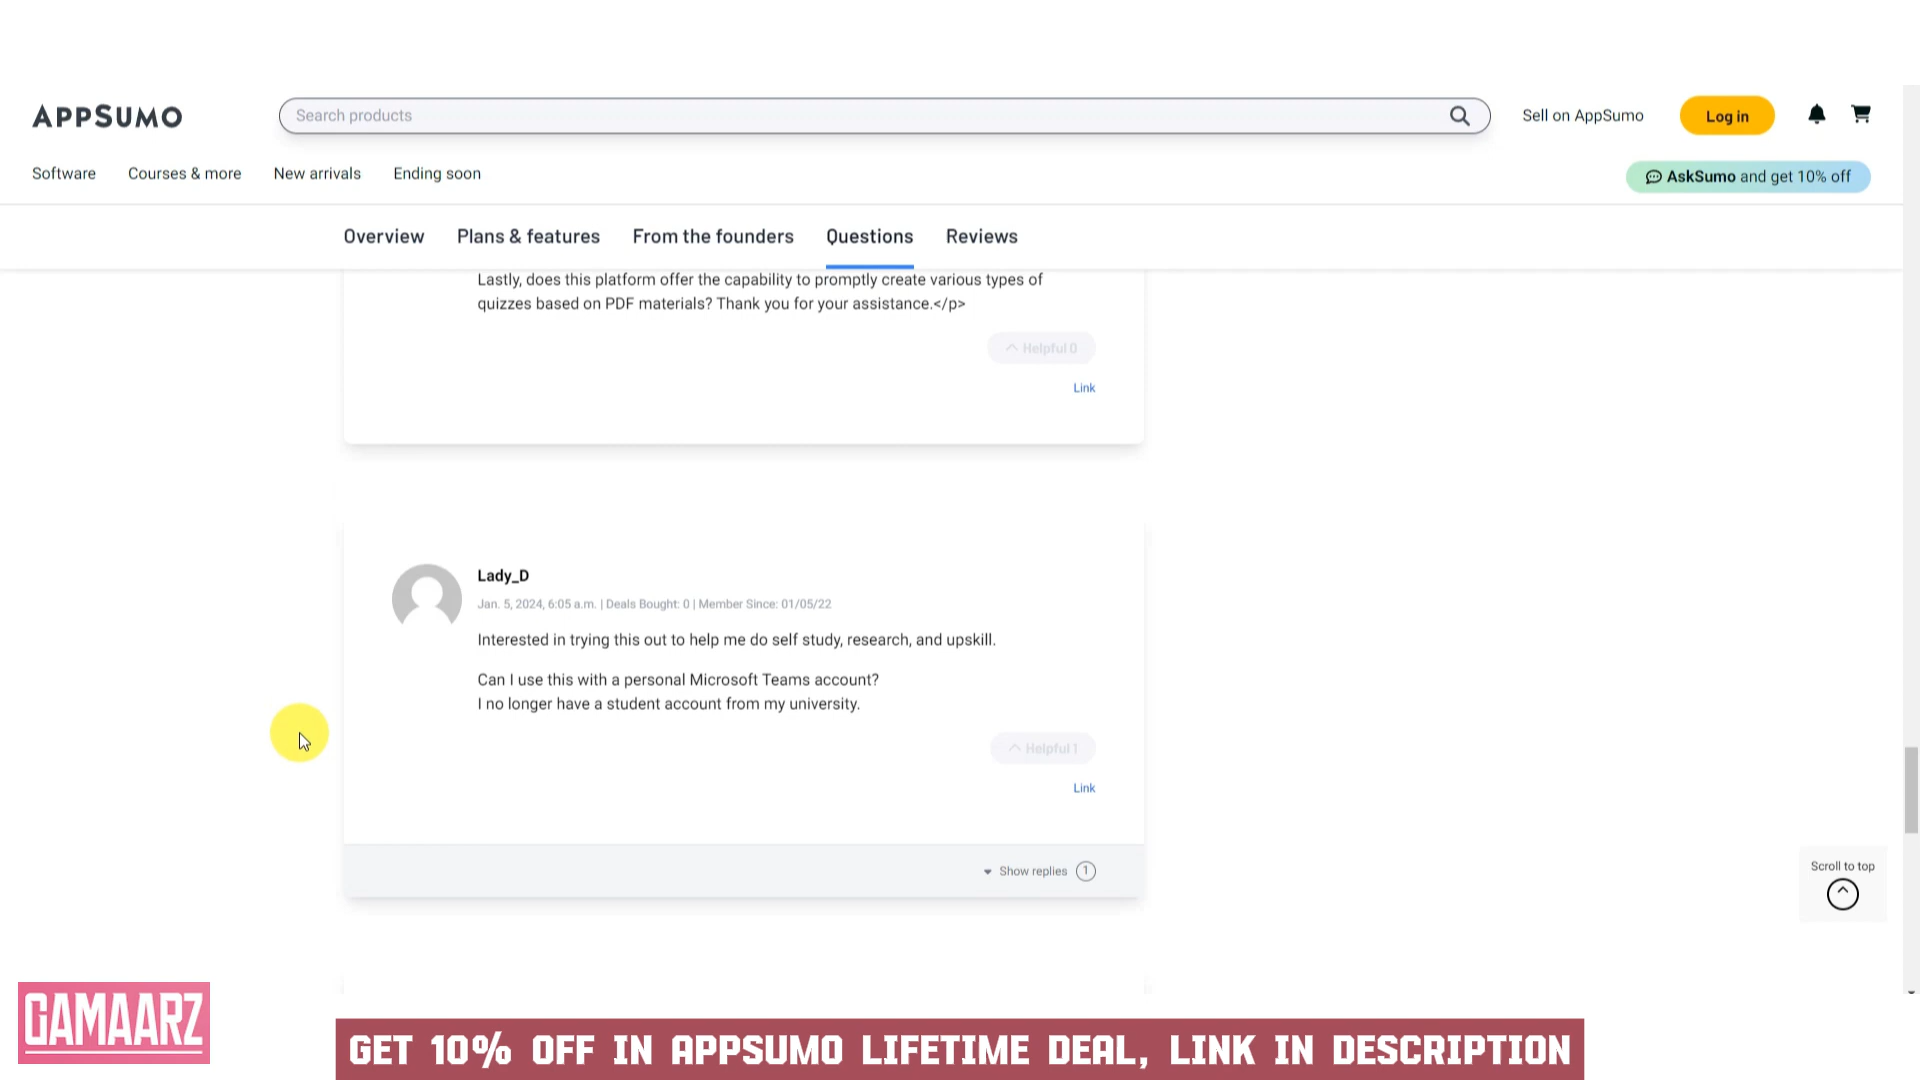 APPSUMO
Search products
Sell on AppSumo
Log in
Software
Courses & more
New arrivals
Ending soon
AskSumo and get 10% off
Overview
Plans & features
From the founders
Questions
Reviews
Lastly, does this platform offer the capability to promptly create various types of
quizzes based on PDF materials? Thank you for your assistance.</p>
Helpful 0
Link
Lady_D
Jan. 5, 2024, 6:05 a.m. | Deals Bought: 0 | Member Since: 01/05/22
Interested in trying this out to help me do self study, research, and upskill.
Can I use this with a personal Microsoft Teams account?
I no longer have a student account from my university.
Helpful 1
Link
Show replies 1
Scroll to top
GAMAARZ
GET 10% OFF IN APPSUMO LIFETIME DEAL, LINK IN DESCRIPTION